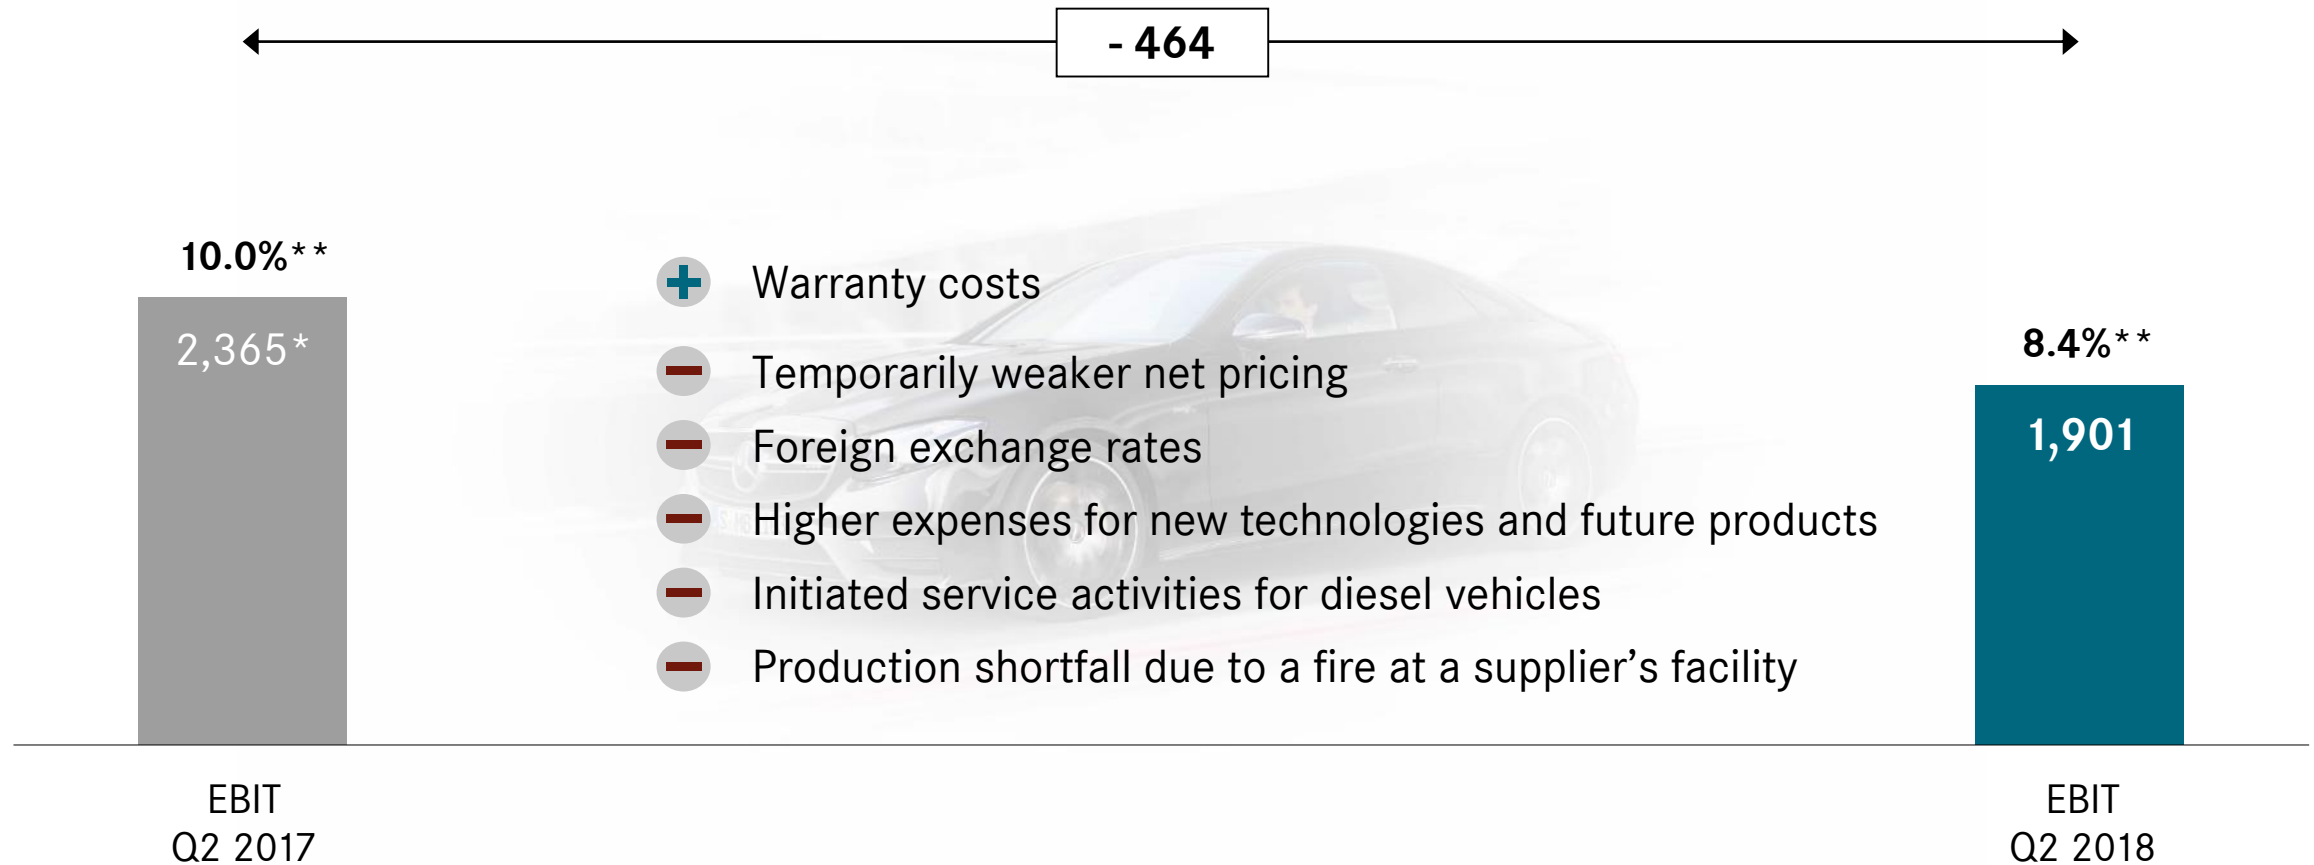 - 464
10.0%**
2,365*
+ Warranty costs
− Temporarily weaker net pricing
− Foreign exchange rates
− Higher expenses for new technologies and future products
− Initiated service activities for diesel vehicles
− Production shortfall due to a fire at a supplier’s facility
8.4%**
1,901
EBIT
Q2 2017
EBIT
Q2 2018